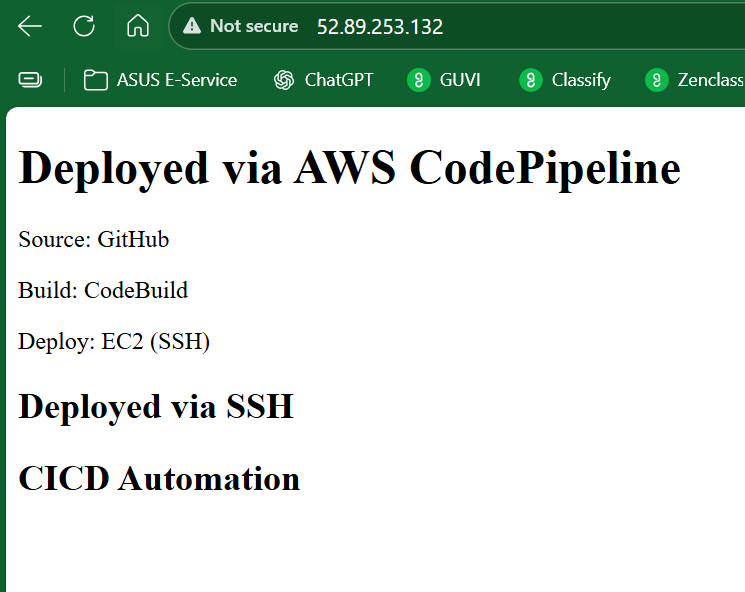 Not secure 52.89.253.132
ASUS E-Service ChatGPT GUVI Classify Zenclass
Deployed via AWS CodePipeline
Source: GitHub
Build: CodeBuild
Deploy: EC2 (SSH)
Deployed via SSH
CICD Automation